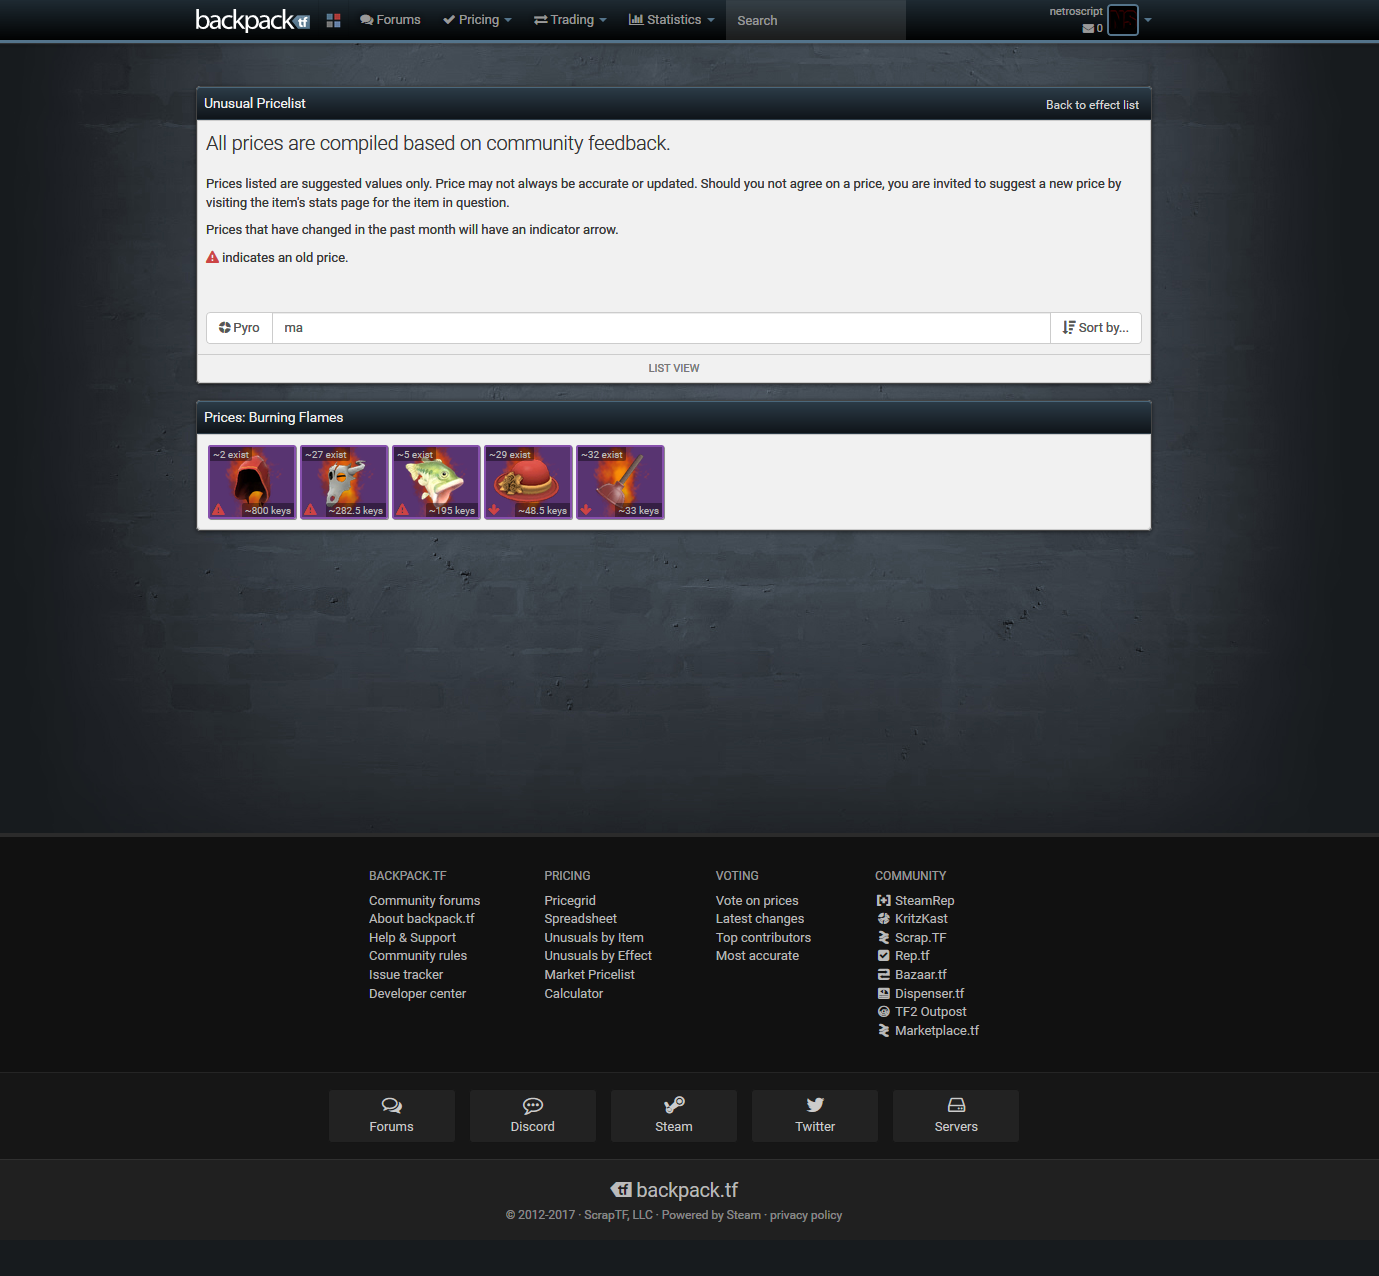 backpack tf
Forums
Pricing
Trading
Statistics
Search
netroscript
0
Unusual Pricelist
Back to effect list
All prices are compiled based on community feedback.
Prices listed are suggested values only. Price may not always be accurate or updated. Should you not agree on a price, you are invited to suggest a new price by
visiting the item's stats page for the item in question.
Prices that have changed in the past month will have an indicator arrow.
indicates an old price.
Pyro
ma
Sort by...
LIST VIEW
Prices: Burning Flames
~2 exist
~800 keys
~27 exist
~282.5 keys
~5 exist
~195 keys
~29 exist
~48.5 keys
~32 exist
~33 keys
BACKPACK.TF
Community forums
About backpack.tf
Help & Support
Community rules
Issue tracker
Developer center
PRICING
Pricegrid
Spreadsheet
Unusuals by Item
Unusuals by Effect
Market Pricelist
Calculator
VOTING
Vote on prices
Latest changes
Top contributors
Most accurate
COMMUNITY
SteamRep
KritzKast
Scrap.TF
Rep.tf
Bazaar.tf
Dispenser.tf
TF2 Outpost
Marketplace.tf
Forums
Discord
Steam
Twitter
Servers
tf backpack.tf
© 2012-2017 · ScrapTF, LLC · Powered by Steam · privacy policy